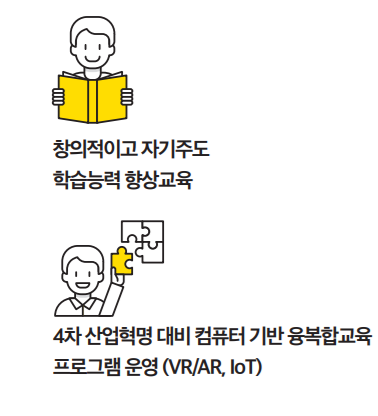 창의적이고 자기주도
학습능력 향상교육
4차 산업혁명 대비 컴퓨터 기반 융복합교육
프로그램 운영 (VR/AR, IoT)